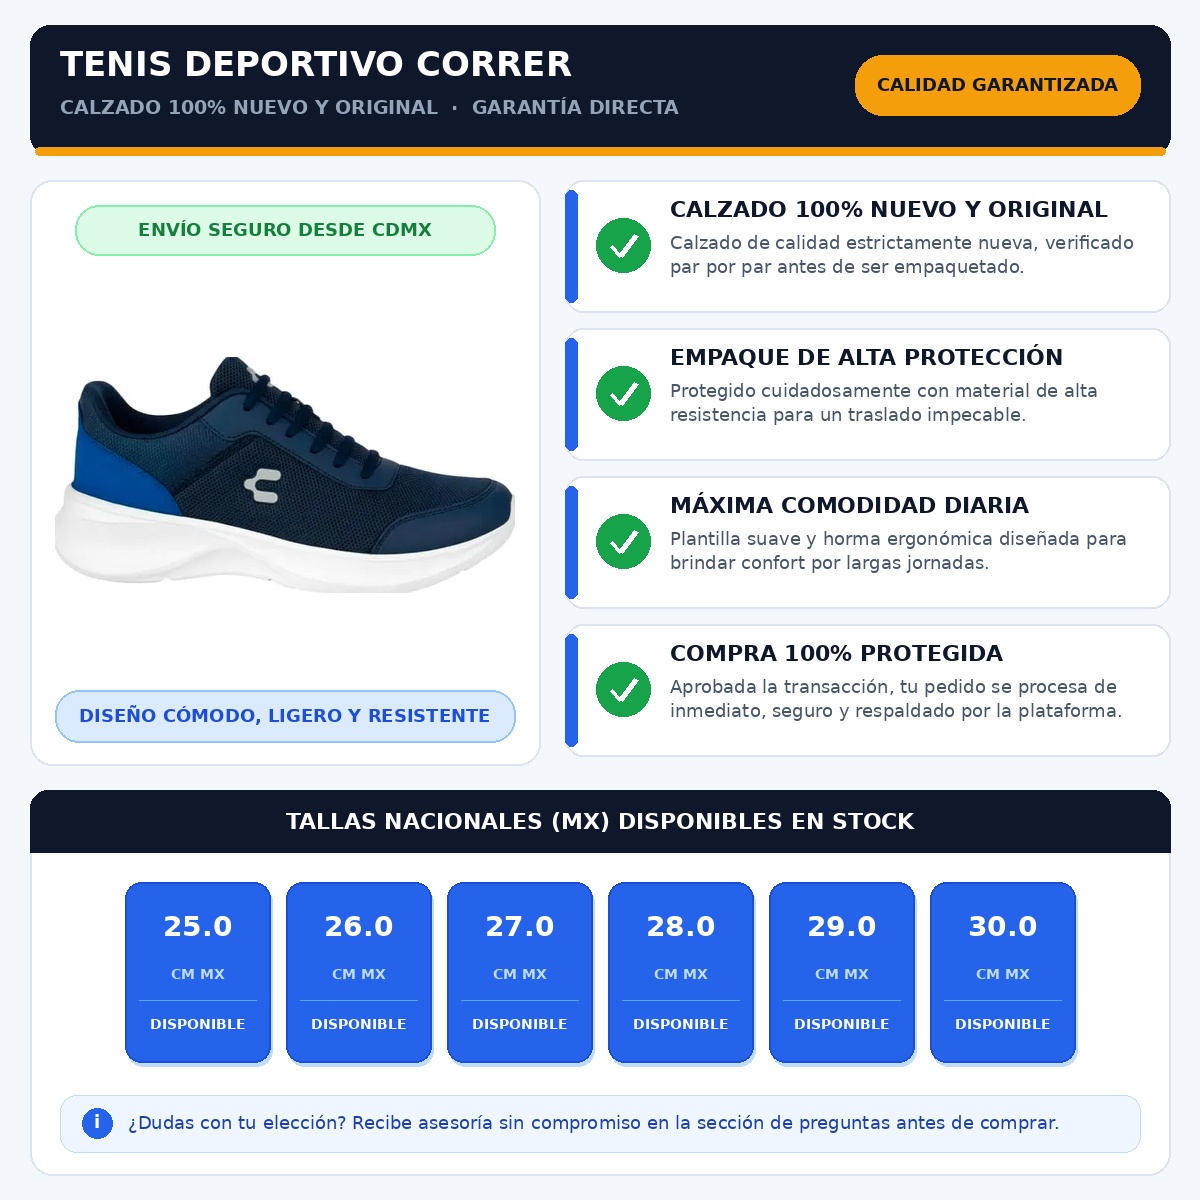 TENIS DEPORTIVO CORRER
CALZADO 100% NUEVO Y ORIGINAL · GARANTÍA DIRECTA
CALIDAD GARANTIZADA
ENVÍO SEGURO DESDE CDMX
DISEÑO CÓMODO, LIGERO Y RESISTENTE
CALZADO 100% NUEVO Y ORIGINAL
Calzado de calidad estrictamente nueva, verificado
par por par antes de ser empaquetado.
EMPAQUE DE ALTA PROTECCIÓN
Protegido cuidadosamente con material de alta
resistencia para un traslado impecable.
MÁXIMA COMODIDAD DIARIA
Plantilla suave y horma ergonómica diseñada para
brindar confort por largas jornadas.
COMPRA 100% PROTEGIDA
Aprobada la transacción, tu pedido se procesa de
inmediato, seguro y respaldado por la plataforma.
TALLAS NACIONALES (MX) DISPONIBLES EN STOCK
25.0
CM MX
DISPONIBLE
26.0
CM MX
DISPONIBLE
27.0
CM MX
DISPONIBLE
28.0
CM MX
DISPONIBLE
29.0
CM MX
DISPONIBLE
30.0
CM MX
DISPONIBLE
i ¿Dudas con tu elección? Recibe asesoría sin compromiso en la sección de preguntas antes de comprar.